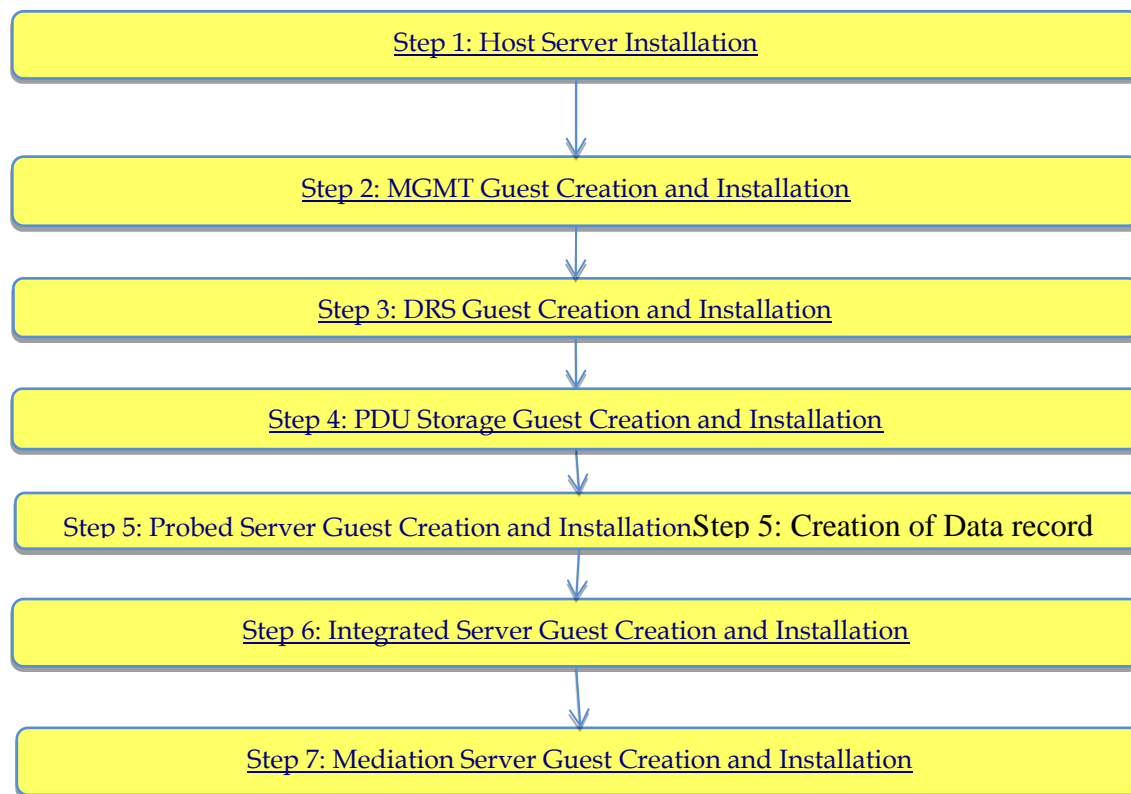 Step 1: Host Server Installation
Step 2: MGMT Guest Creation and Installation
Step 3: DRS Guest Creation and Installation
Step 4: PDU Storage Guest Creation and Installation
Step 5: Probed Server Guest Creation and InstallationStep 5: Creation of Data record
Step 6: Integrated Server Guest Creation and Installation
Step 7: Mediation Server Guest Creation and Installation